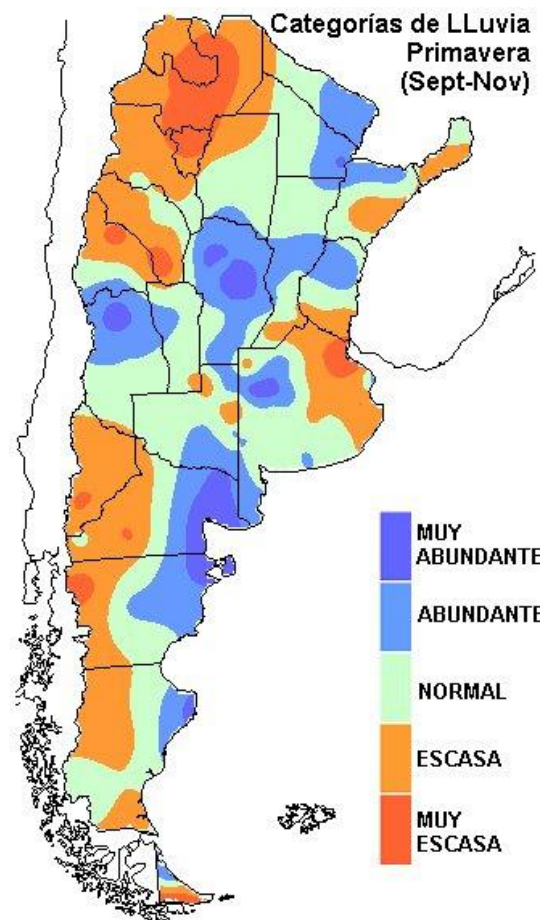 Categorías de LLuvia
Primavera
(Sept-Nov)
MUY
ABUNDANTE
ABUNDANTE
NORMAL
ESCASA
MUY
ESCASA